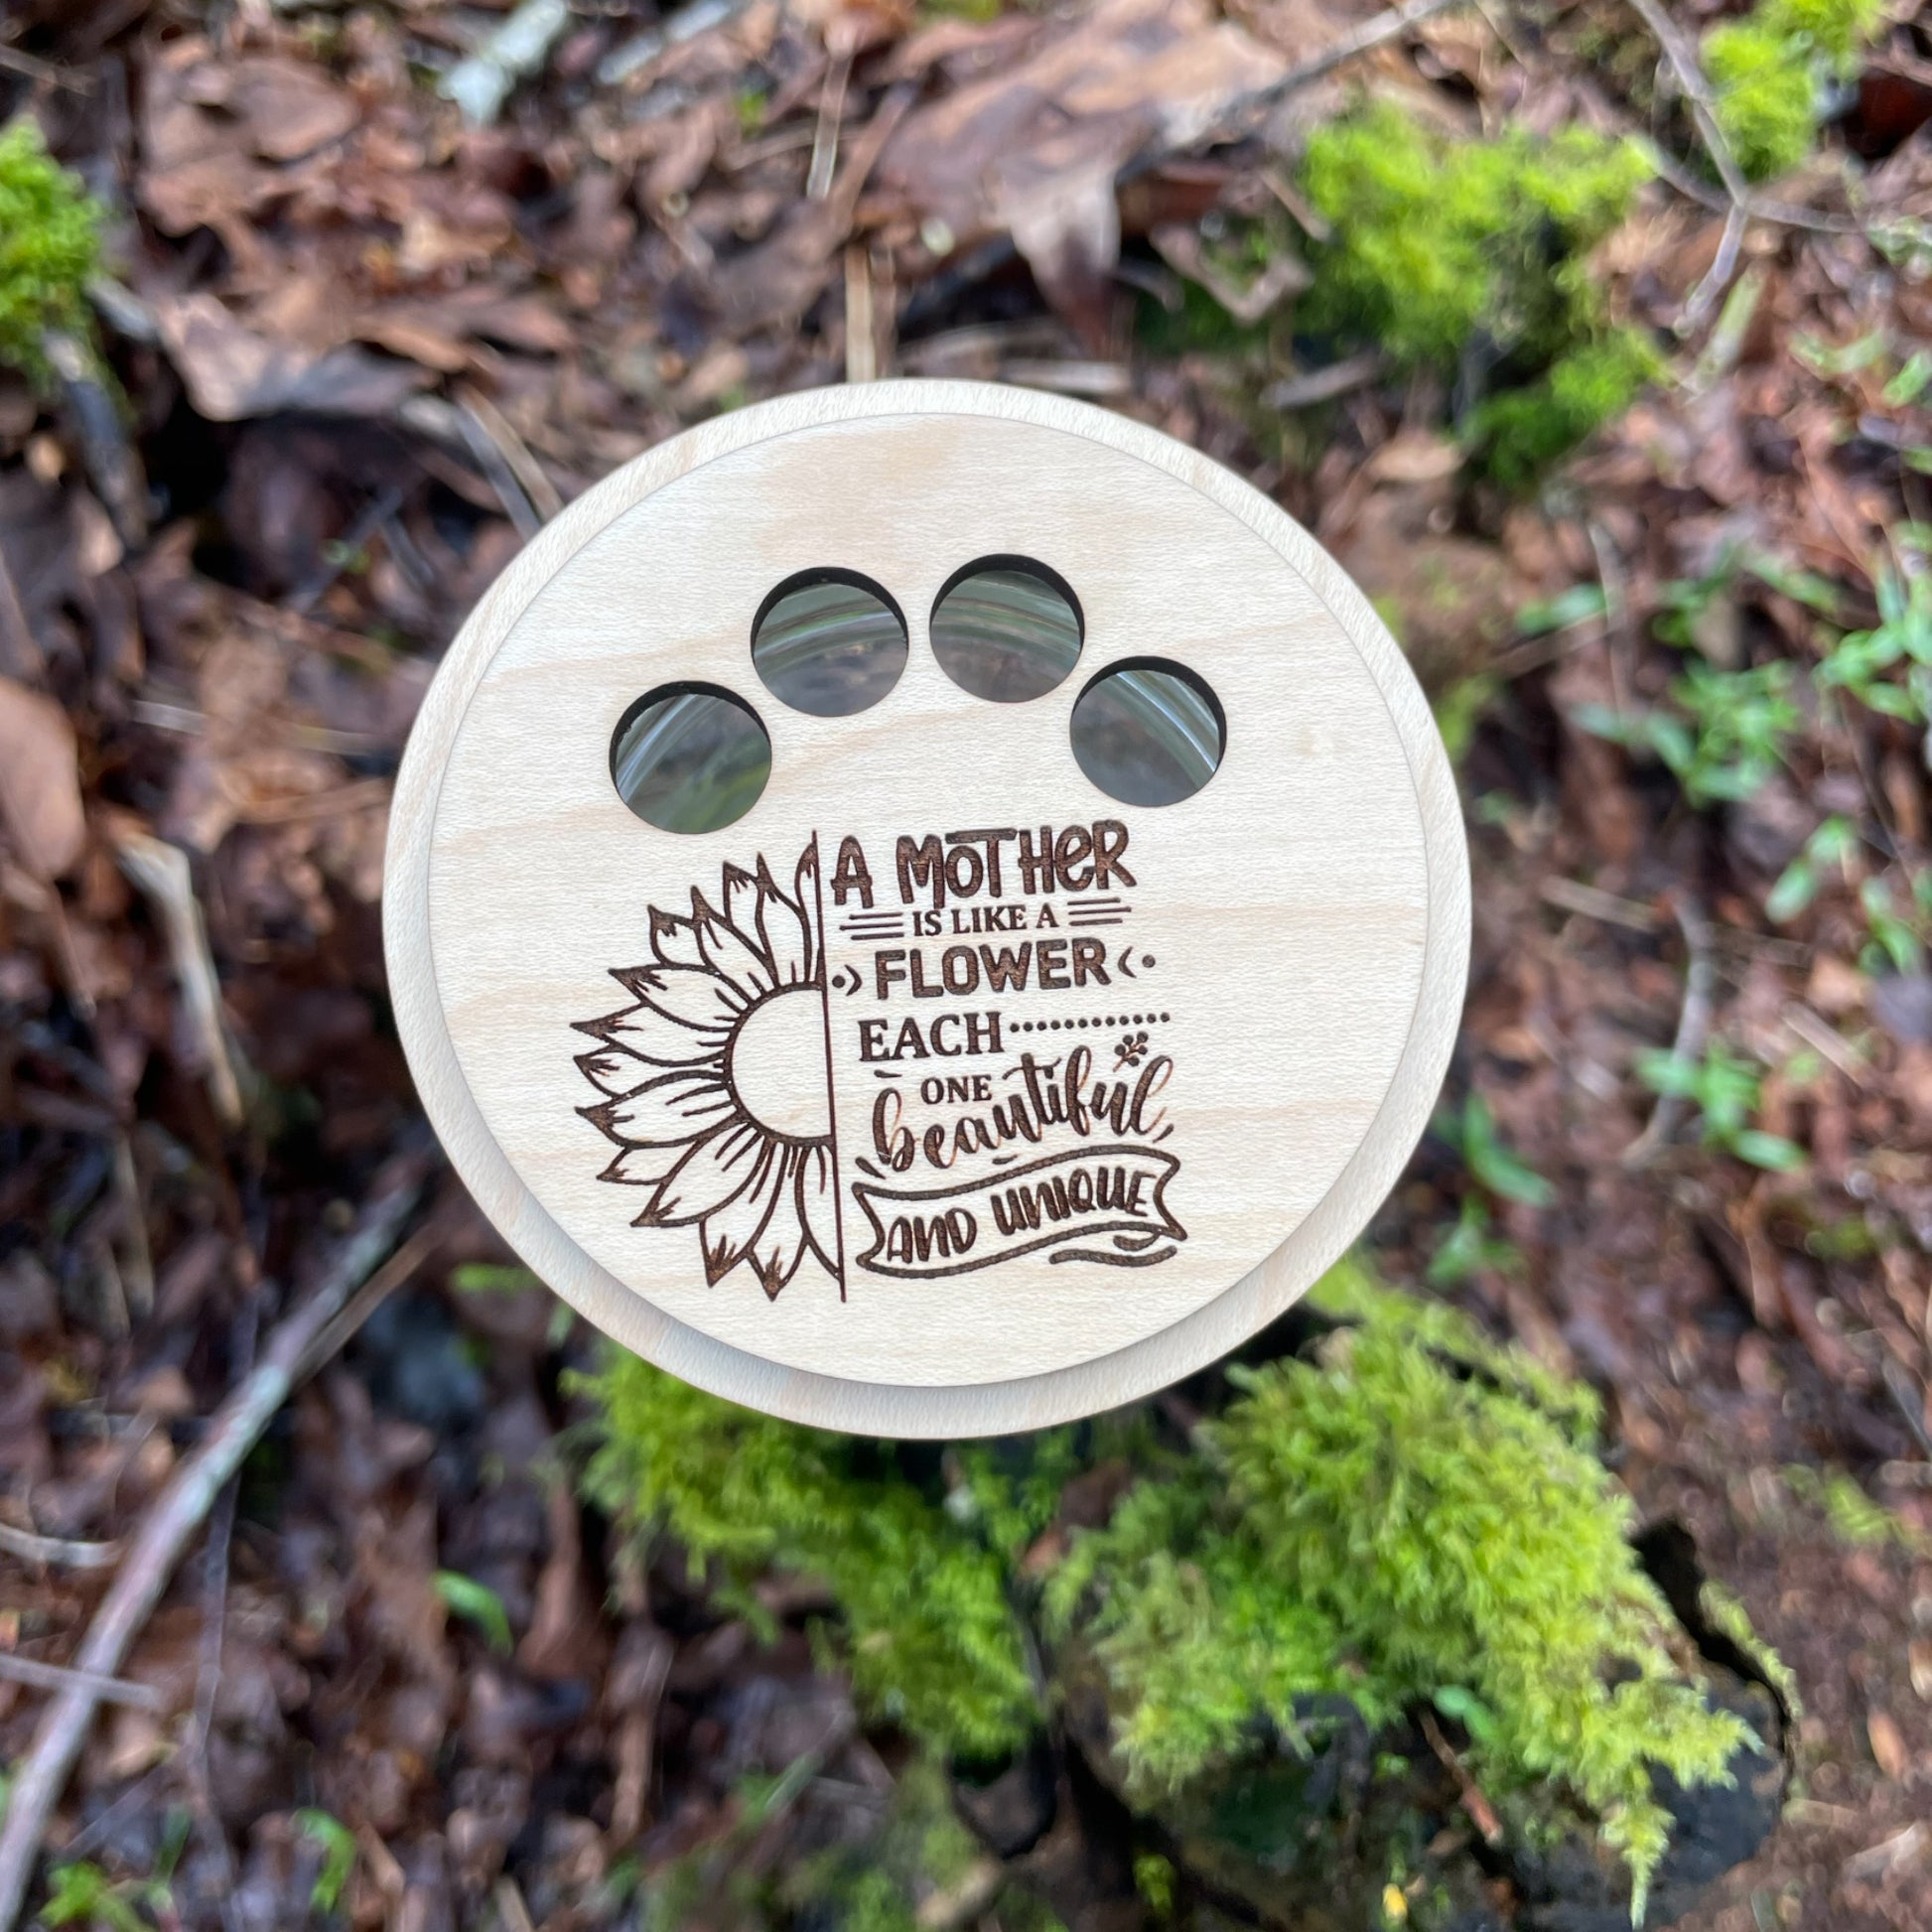 A MOTHER
IS LIKE A
FLOWER
EACH
ONE
beautiful,
AND UNIQUE